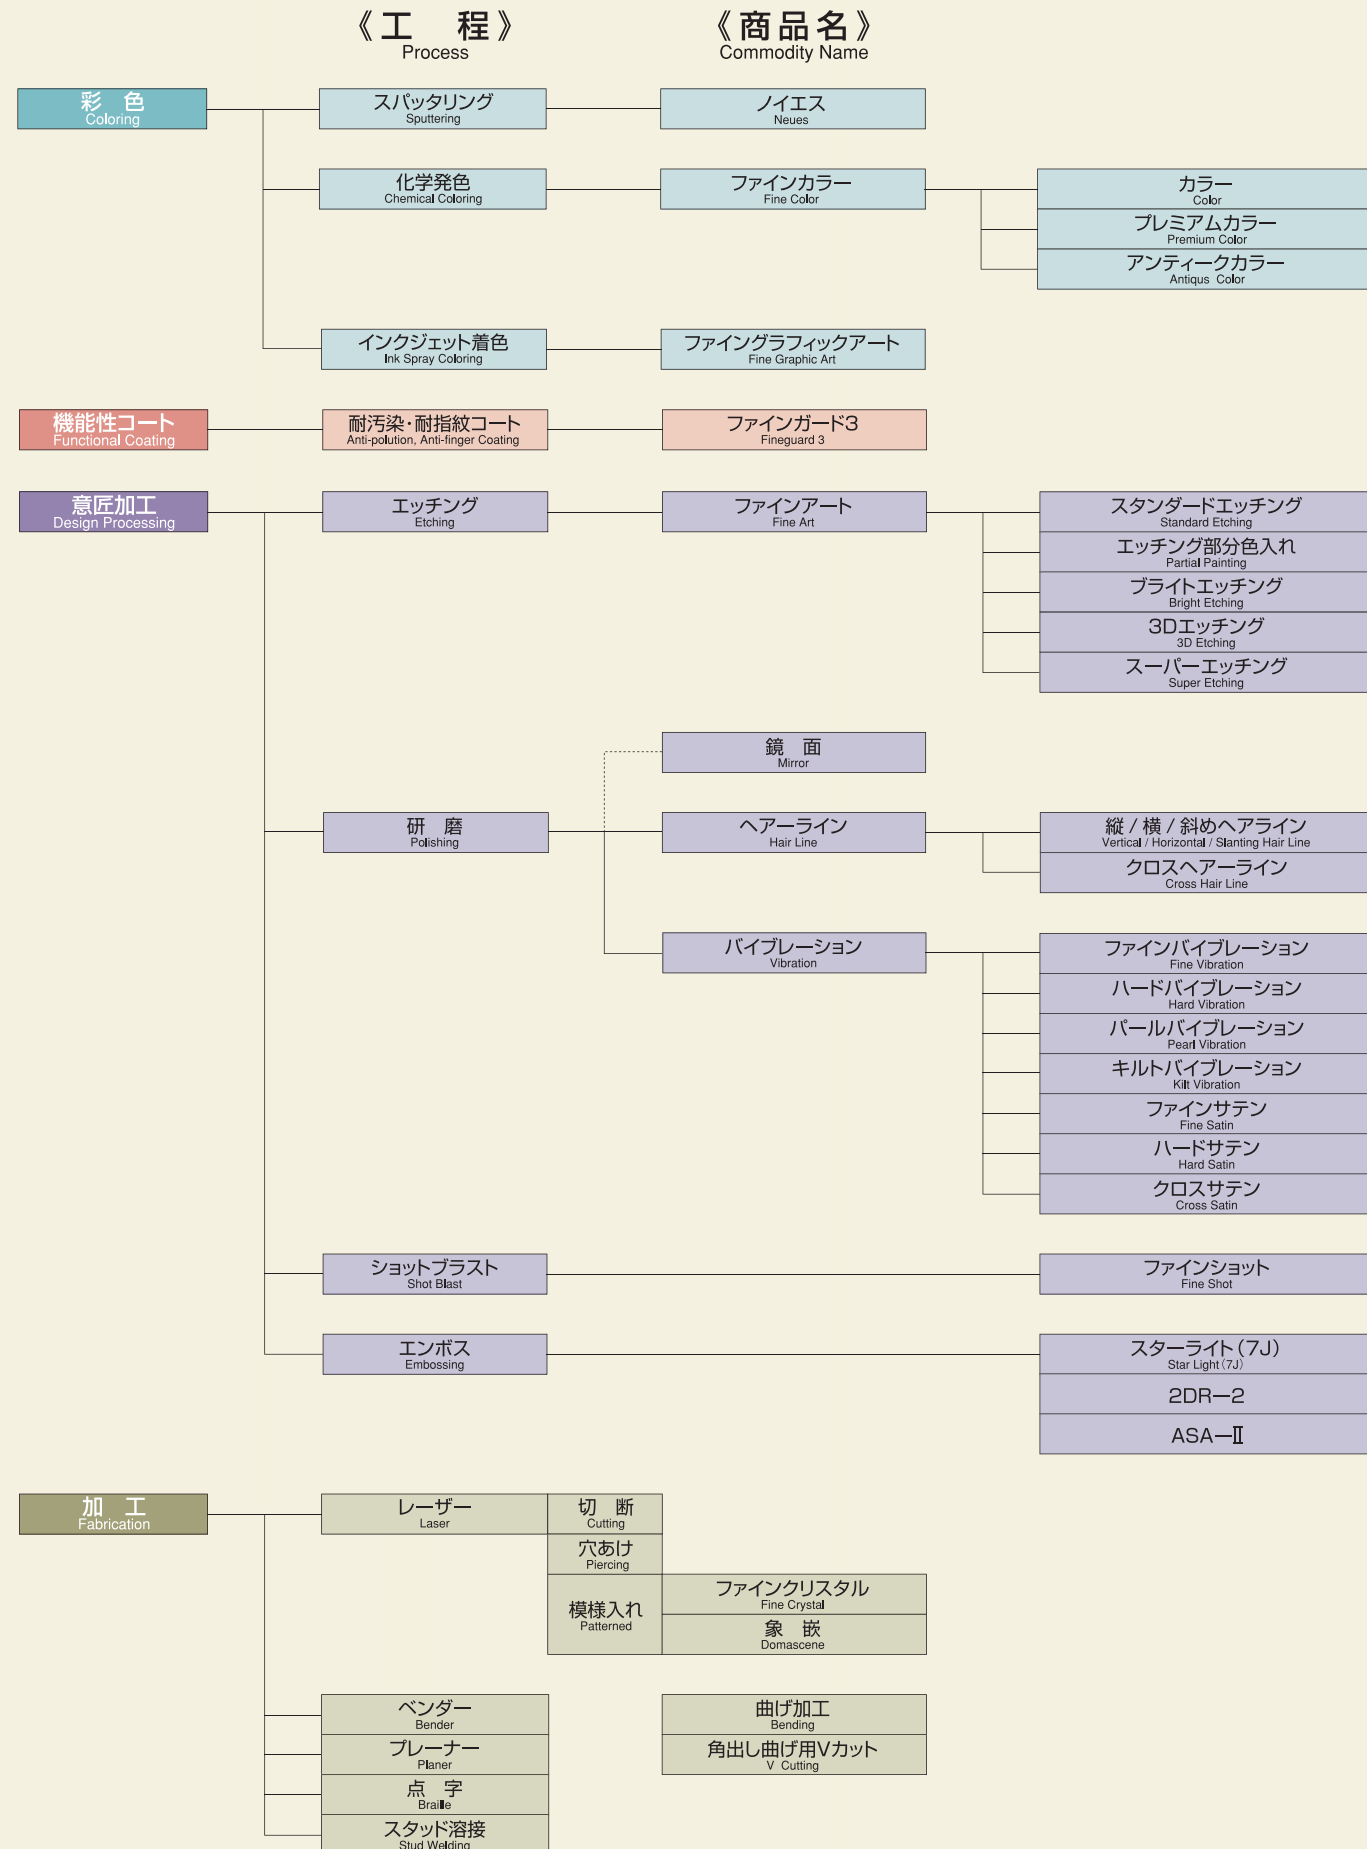 《工　程》
Process
《商品名》
Commodity Name
彩　色
Coloring
スパッタリング
Sputtering
ノイエス
Neues
化学発色
Chemical Coloring
ファインカラー
Fine Color
カラー
Color
プレミアムカラー
Premium Color
アンティークカラー
Antiqus Color
インクジェット着色
Ink Spray Coloring
ファイングラフィックアート
Fine Graphic Art
機能性コート
Functional Coating
耐汚染・耐指紋コート
Anti-polution, Anti-finger Coating
ファインガード3
Fineguard 3
意匠加工
Design Processing
エッチング
Etching
ファインアート
Fine Art
スタンダードエッチング
Standard Etching
エッチング部分色入れ
Partial Painting
ブライトエッチング
Bright Etching
3Dエッチング
3D Etching
スーパーエッチング
Super Etching
鏡　面
Mirror
研　磨
Polishing
ヘアーライン
Hair Line
縦 / 横 / 斜めヘアライン
Vertical / Horizontal / Slanting Hair Line
クロスヘアーライン
Cross Hair Line
バイブレーション
Vibration
ファインバイブレーション
Fine Vibration
ハードバイブレーション
Hard Vibration
パールバイブレーション
Pearl Vibration
キルトバイブレーション
Kilt Vibration
ファインサテン
Fine Satin
ハードサテン
Hard Satin
クロスサテン
Cross Satin
ショットブラスト
Shot Blast
ファインショット
Fine Shot
エンボス
Embossing
スターライト(7J)
Star Light(7J)
2DR－2
ASA－Ⅱ
加　工
Fabrication
レーザー
Laser
切　断
Cutting
穴あけ
Piercing
模様入れ
Patterned
ファインクリスタル
Fine Crystal
象　嵌
Domascene
ベンダー
Bender
曲げ加工
Bending
プレーナー
Planer
角出し曲げ用Vカット
V Cutting
点　字
Braille
スタッド溶接
Stud Welding